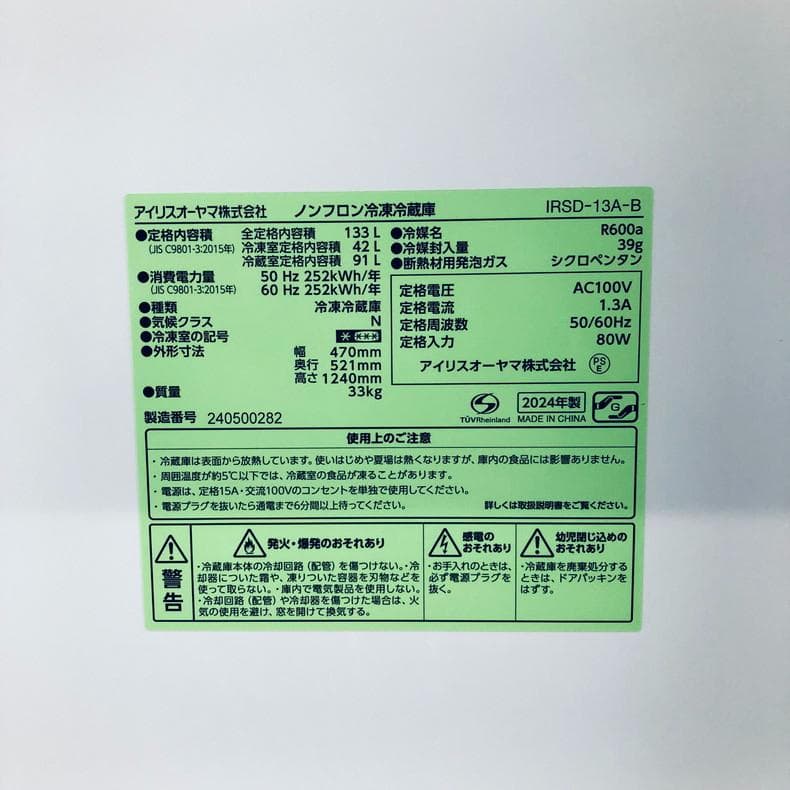 アイリスオーヤマ株式会社 ノンフロン冷凍冷蔵庫 IRSD-13A-B
●定格内容積 全定格内容積 133 L
(JIS C9801-3:2015年) 冷凍室定格内容積 42 L
冷蔵室定格内容積 91 L
●消費電力量 50 Hz 252kWh/年
(JIS C9801-3:2015年) 60 Hz 252kWh/年
●種類 冷凍冷蔵庫
●気候クラス N
●冷凍室の記号
●外形寸法 幅 470mm
奥行 521mm
高さ 1240mm
●質量 33kg
製造番号 240500282
●冷媒名 R600a
●冷媒封入量 39g
●断熱材用発泡ガス シクロペンタン
定格電圧 AC100V
定格電流 1.3A
定格周波数 50/60Hz
定格入力 80W
アイリスオーヤマ株式会社 PSE
TÜVRheinland
2024年製
MADE IN CHINA
G
使用上のご注意
・冷蔵庫は表面から放熱しています。使いはじめや夏場は熱くなりますが、庫内の食品には影響ありません。
・周囲温度が約5℃以下では、冷蔵室の食品が凍ることがあります。
・電源は、定格15A・交流100Vのコンセントを単独で使用してください。
・電源プラグを抜いたら通電まで6分間以上待ってください。 詳しくは取扱説明書をご覧ください。
警告
発火・爆発のおそれあり
・冷蔵庫本体の冷却回路（配管）を傷つけない。・冷
却器についた霜や、凍りついた容器を刃物などを
使って取らない。・庫内で電気製品を使用しない。
・冷却回路（配管）や冷却器を傷つけた場合は、火
気の使用を避け、窓を開けて換気する。
感電の
おそれあり
・お手入れのときは、
必ず電源プラグを
抜く。
幼児閉じ込めの
おそれあり
・冷蔵庫を廃棄処分する
ときは、ドアパッキンを
はずす。